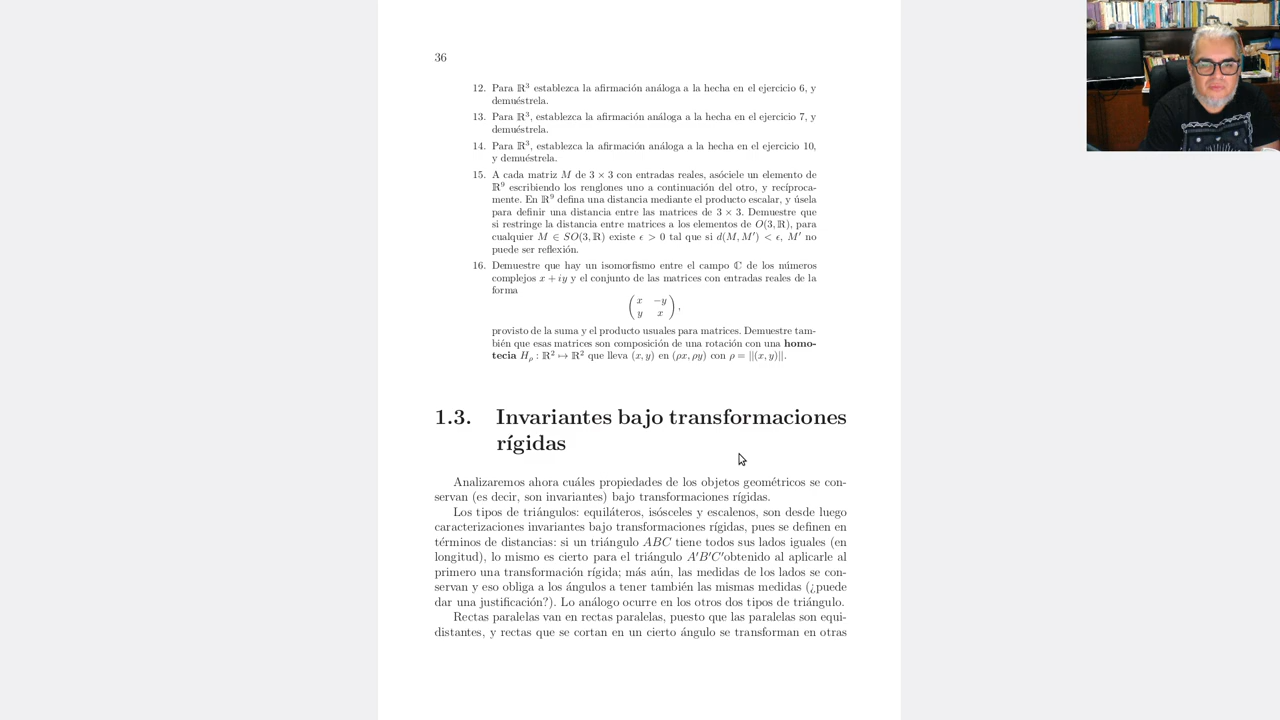 36
12. Para ℝ³ establezca la afirmación análoga a la hecha en el ejercicio 6, y
demuéstrela.
13. Para ℝ³, establezca la afirmación análoga a la hecha en el ejercicio 7, y
demuéstrela.
14. Para ℝ³, establezca la afirmación análoga a la hecha en el ejercicio 10,
y demuéstrela.
15. A cada matriz M de 3 × 3 con entradas reales, asóciele un elemento de
ℝ⁹ escribiendo los renglones uno a continuación del otro, y recíproca-
mente. En ℝ⁹ defina una distancia mediante el producto escalar, y úsela
para definir una distancia entre las matrices de 3 × 3. Demuestre que
si restringe la distancia entre matrices a los elementos de O(3, ℝ), para
cualquier M ∈ SO(3, ℝ) existe ϵ > 0 tal que si d(M, M′) < ϵ, M′ no
puede ser reflexión.
16. Demuestre que hay un isomorfismo entre el campo ℂ de los números
complejos x + iy y el conjunto de las matrices con entradas reales de la
forma
( x −y
y x ) ,
provisto de la suma y el producto usuales para matrices. Demuestre tam-
bién que esas matrices son composición de una rotación con una homo-
tecia Hρ : ℝ² ↦ ℝ² que lleva (x, y) en (ρx, ρy) con ρ = ||(x, y)||.
1.3. Invariantes bajo transformaciones
rígidas
Analizaremos ahora cuáles propiedades de los objetos geométricos se con-
servan (es decir, son invariantes) bajo transformaciones rígidas.
Los tipos de triángulos: equiláteros, isósceles y escalenos, son desde luego
caracterizaciones invariantes bajo transformaciones rígidas, pues se definen en
términos de distancias: si un triángulo ABC tiene todos sus lados iguales (en
longitud), lo mismo es cierto para el triángulo A′B′C′obtenido al aplicarle al
primero una transformación rígida; más aún, las medidas de los lados se con-
servan y eso obliga a los ángulos a tener también las mismas medidas (¿puede
dar una justificación?). Lo análogo ocurre en los otros dos tipos de triángulo.
Rectas paralelas van en rectas paralelas, puesto que las paralelas son equi-
distantes, y rectas que se cortan en un cierto ángulo se transforman en otras